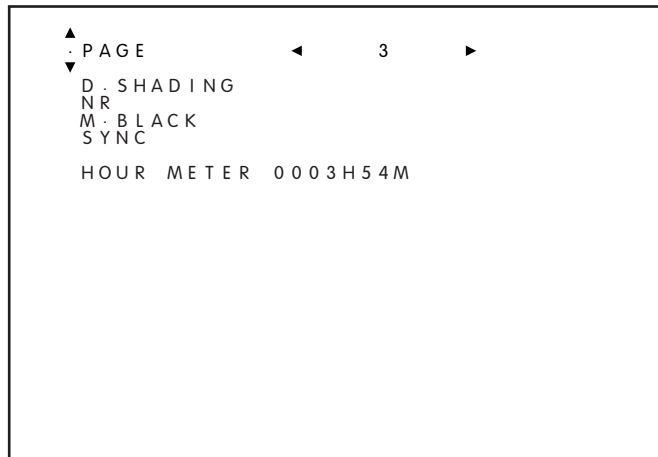 ▲
· PAGE ◄ 3 ►
▼
D. SHADING
NR
M. BLACK
SYNC
HOUR METER 0003H54M